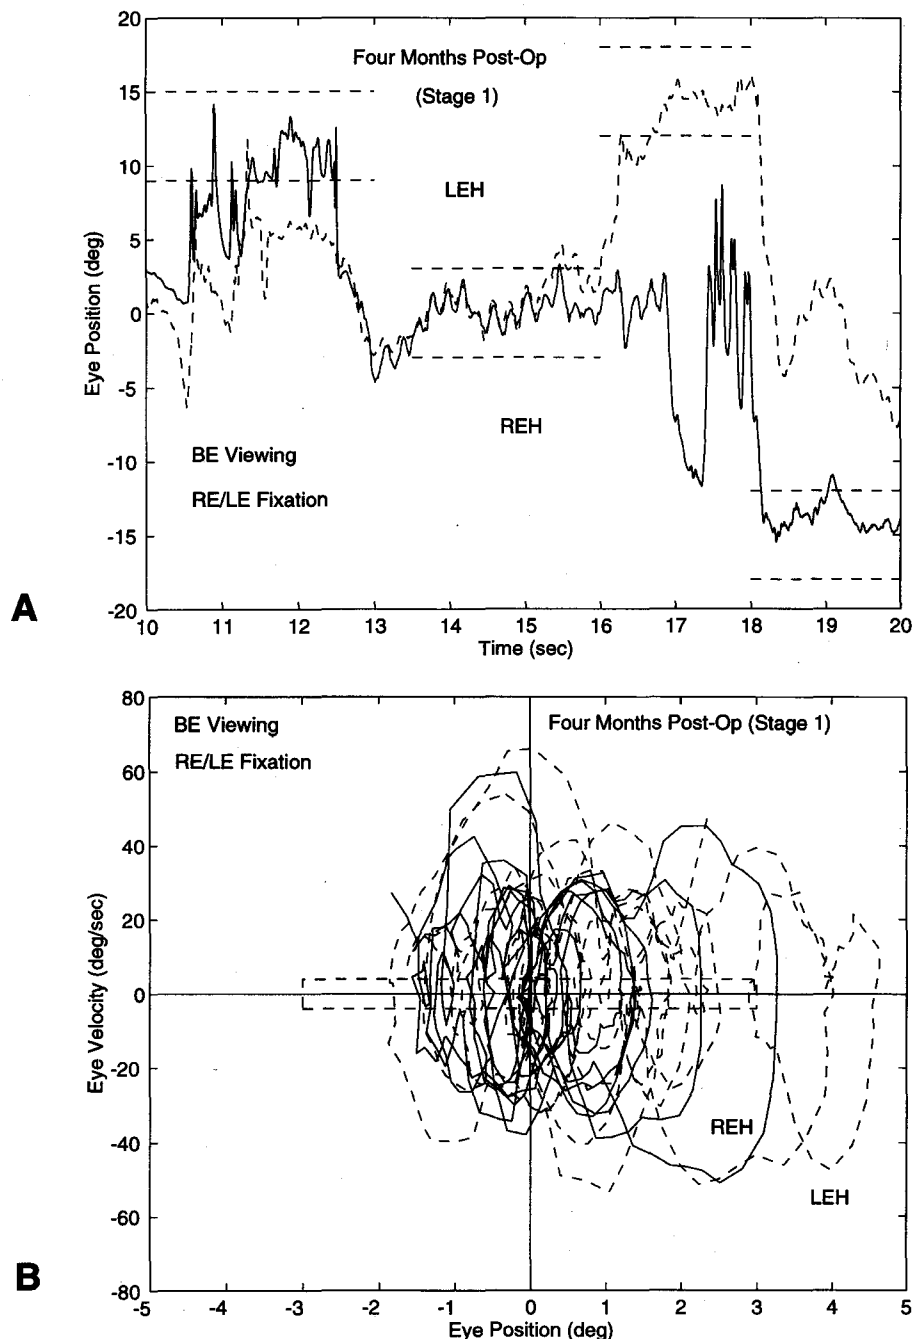 20
15
10
5
0
-5
-10
-15
-20
Eye Position (deg)
Four Months Post-Op
(Stage 1)
LEH
REH
BE Viewing
RE/LE Fixation
A
10 11 12 13 14 15 16 17 18 19 20
Time (sec)
80
60
40
20
0
-20
-40
-60
-80
Eye Velocity (deg/sec)
BE Viewing
RE/LE Fixation
Four Months Post-Op (Stage 1)
REH
LEH
B
-5 -4 -3 -2 -1 0 1 2 3 4 5
Eye Position (deg)